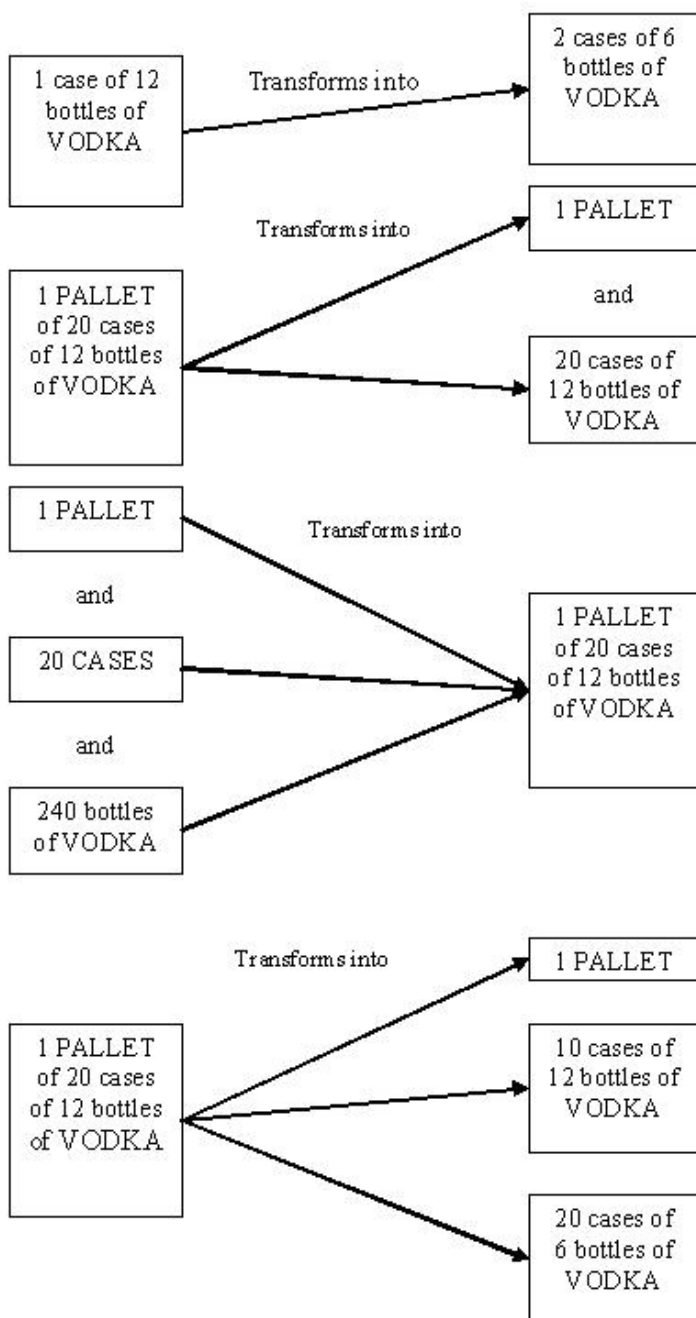 1 case of 12
bottles of
VODKA
Transforms into
2 cases of 6
bottles of
VODKA
1 PALLET
of 20 cases
of 12 bottles
of VODKA
Transforms into
1 PALLET
and
20 cases of
12 bottles of
VODKA
1 PALLET
and
20 CASES
and
240 bottles
of VODKA
Transforms into
1 PALLET
of 20 cases
of 12 bottles
of VODKA
1 PALLET
of 20 cases
of 12 bottles
of VODKA
Transforms into
1 PALLET
10 cases of
12 bottles of
VODKA
20 cases of
6 bottles of
VODKA